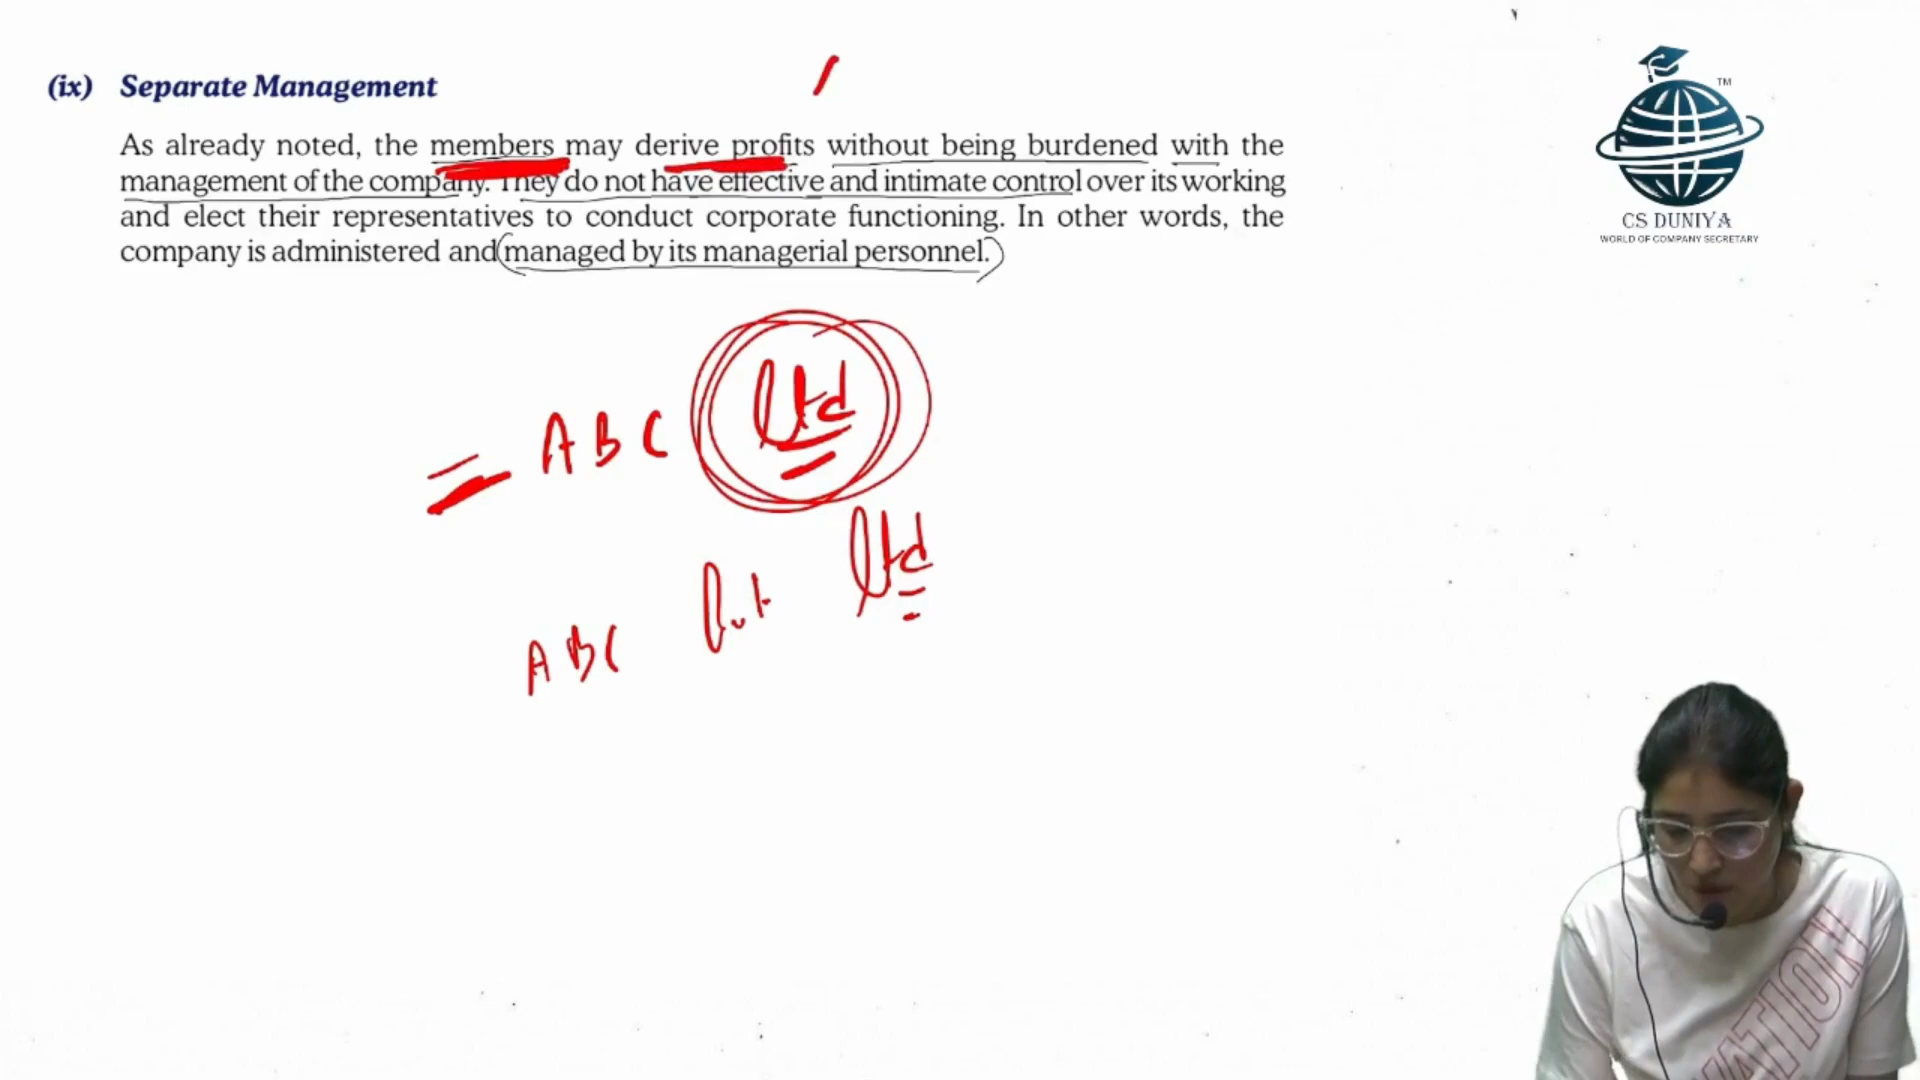 (ix) Separate Management
As already noted, the members may derive profits without being burdened with the
management of the company. They do not have effective and intimate control over its working
and elect their representatives to conduct corporate functioning. In other words, the
company is administered and managed by its managerial personnel.
TM
CS DUNIYA
WORLD OF COMPANY SECRETARY
ABC ltd
ABC Pvt ltd
ATION